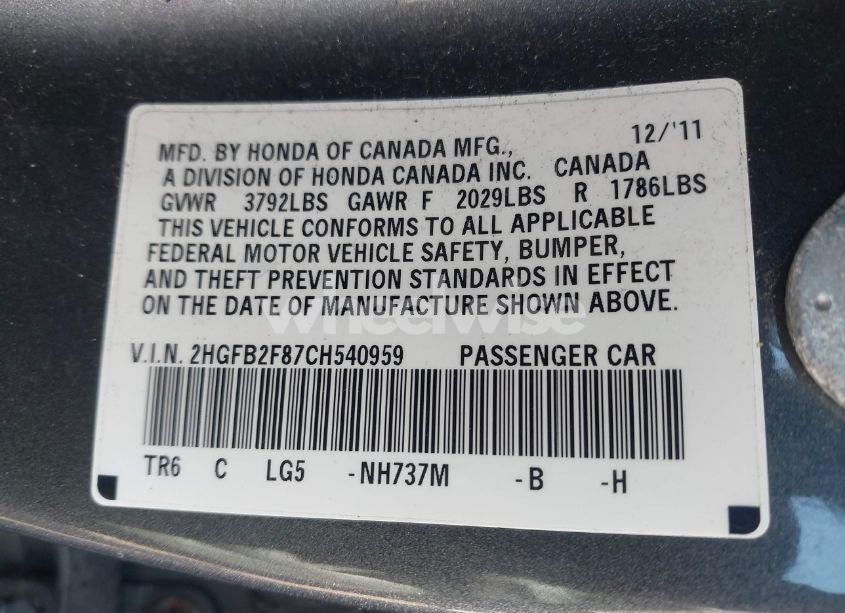 12/'11
MFD. BY HONDA OF CANADA MFG.,
A DIVISION OF HONDA CANADA INC. CANADA
GVWR 3792LBS GAWR F 2029LBS R 1786LBS
THIS VEHICLE CONFORMS TO ALL APPLICABLE
FEDERAL MOTOR VEHICLE SAFETY, BUMPER,
AND THEFT PREVENTION STANDARDS IN EFFECT
ON THE DATE OF MANUFACTURE SHOWN ABOVE.
wheelwise
V.I.N. 2HGFB2F87CH540959 PASSENGER CAR
TR6 C LG5 -NH737M -B -H